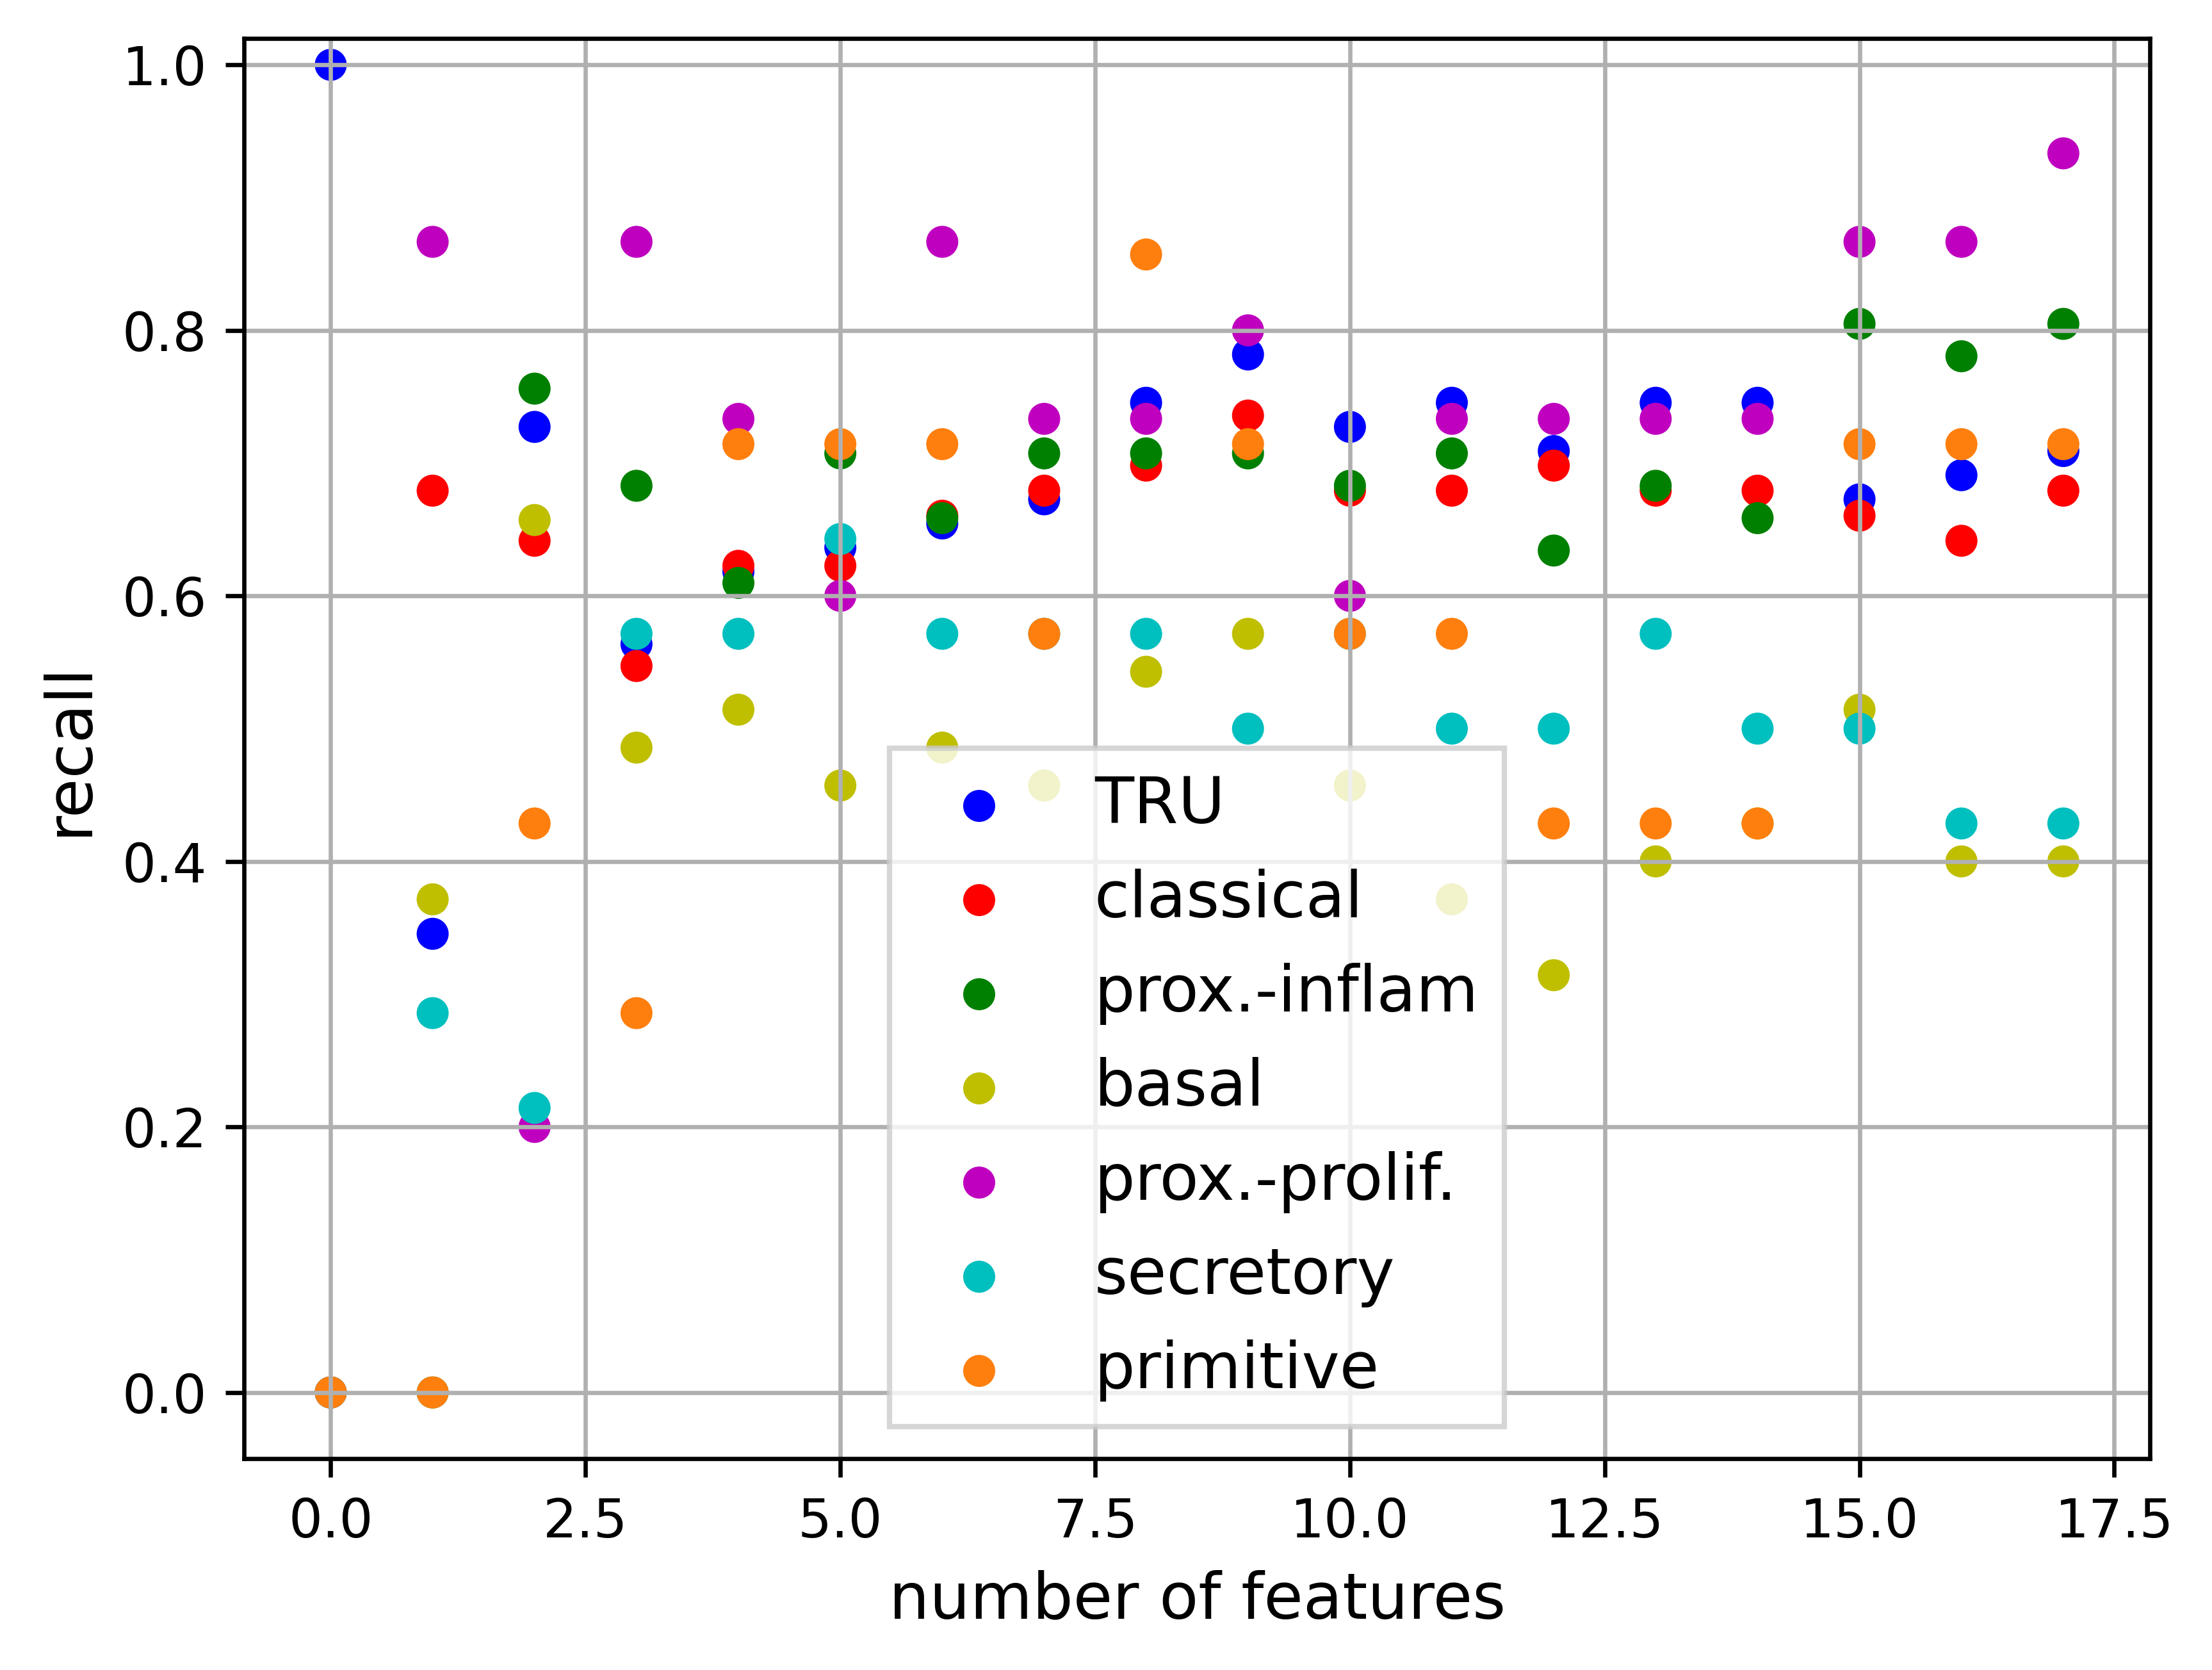 1.0
0.8
0.6
0.4
0.2
0.0
recall
TRU
classical
prox.-inflam
basal
prox.-prolif.
secretory
primitive
0.0 2.5 5.0 7.5 10.0 12.5 15.0 17.5
number of features